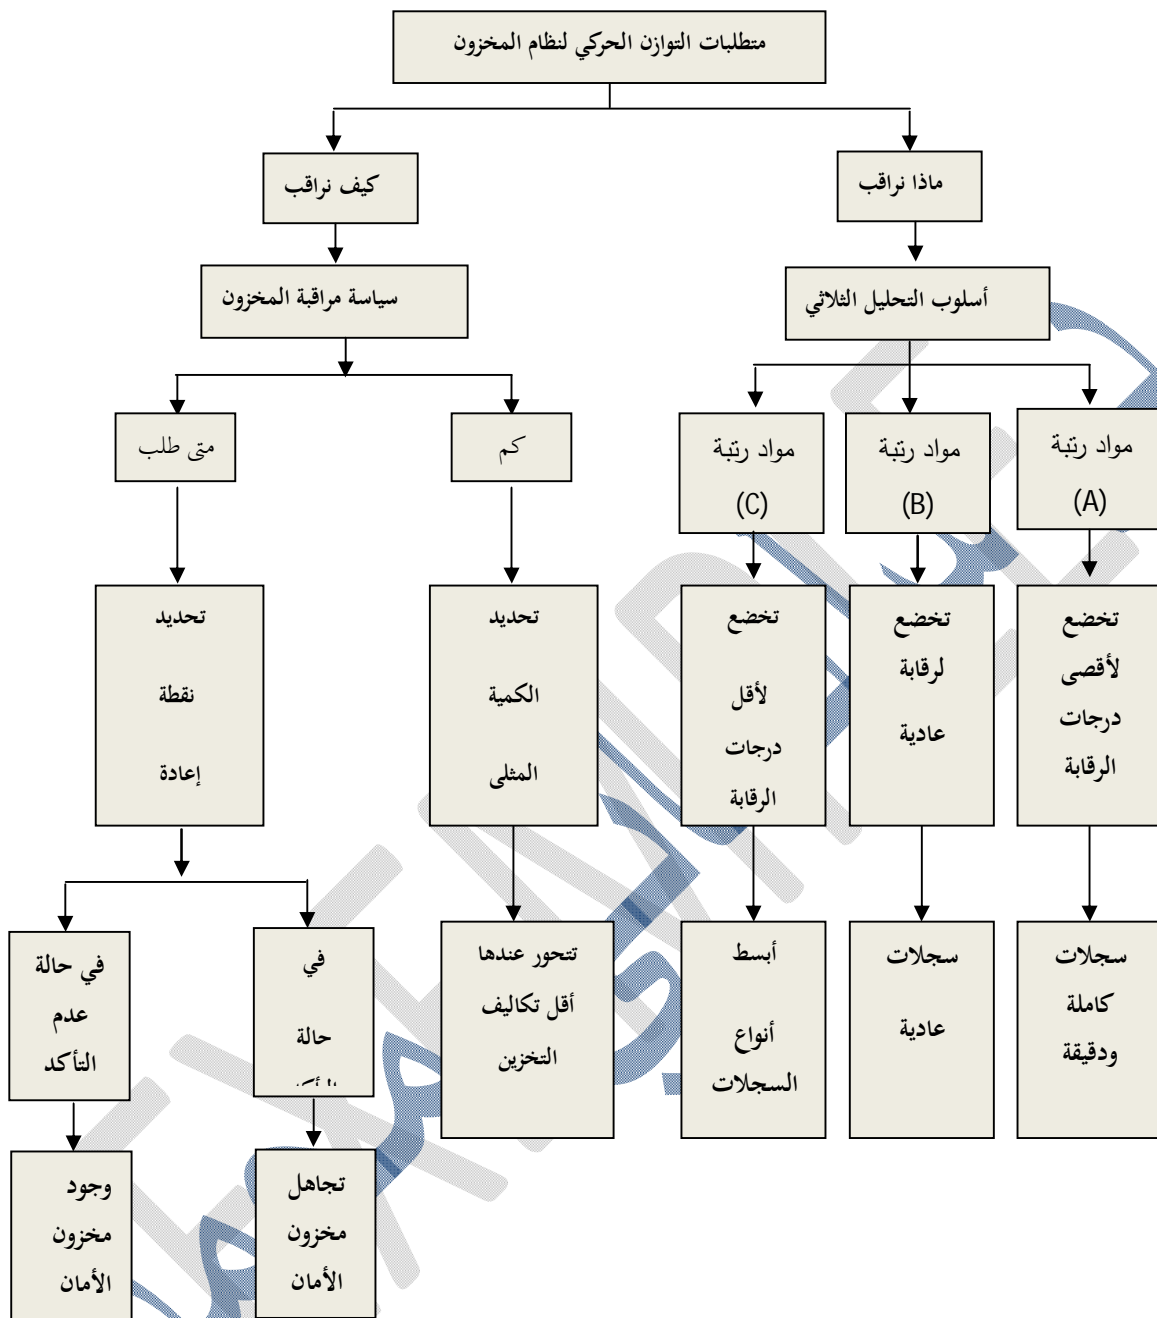 متطلبات التوازن الحركي لنظام المخزون
ماذا نراقب
كيف نراقب
أسلوب التحليل الثلاثي
سياسة مراقبة المخزون
مواد رتبة
(A)
مواد رتبة
(B)
مواد رتبة
(C)
كم
متى طلب
تخضع
لأقصى
درجات
الرقابة
تخضع
لرقابة
عادية
تخضع
لأقل
درجات
الرقابة
تحديد
الكمية
المثلى
تحديد
نقطة
إعادة
سجلات
كاملة
ودقيقة
سجلات
عادية
أبسط
أنواع
السجلات
تتحور عندها
أقل تكاليف
التخزين
في
حالة
في حالة
عدم
التأكد
تجاهل
مخزون
الأمان
وجود
مخزون
الأمان